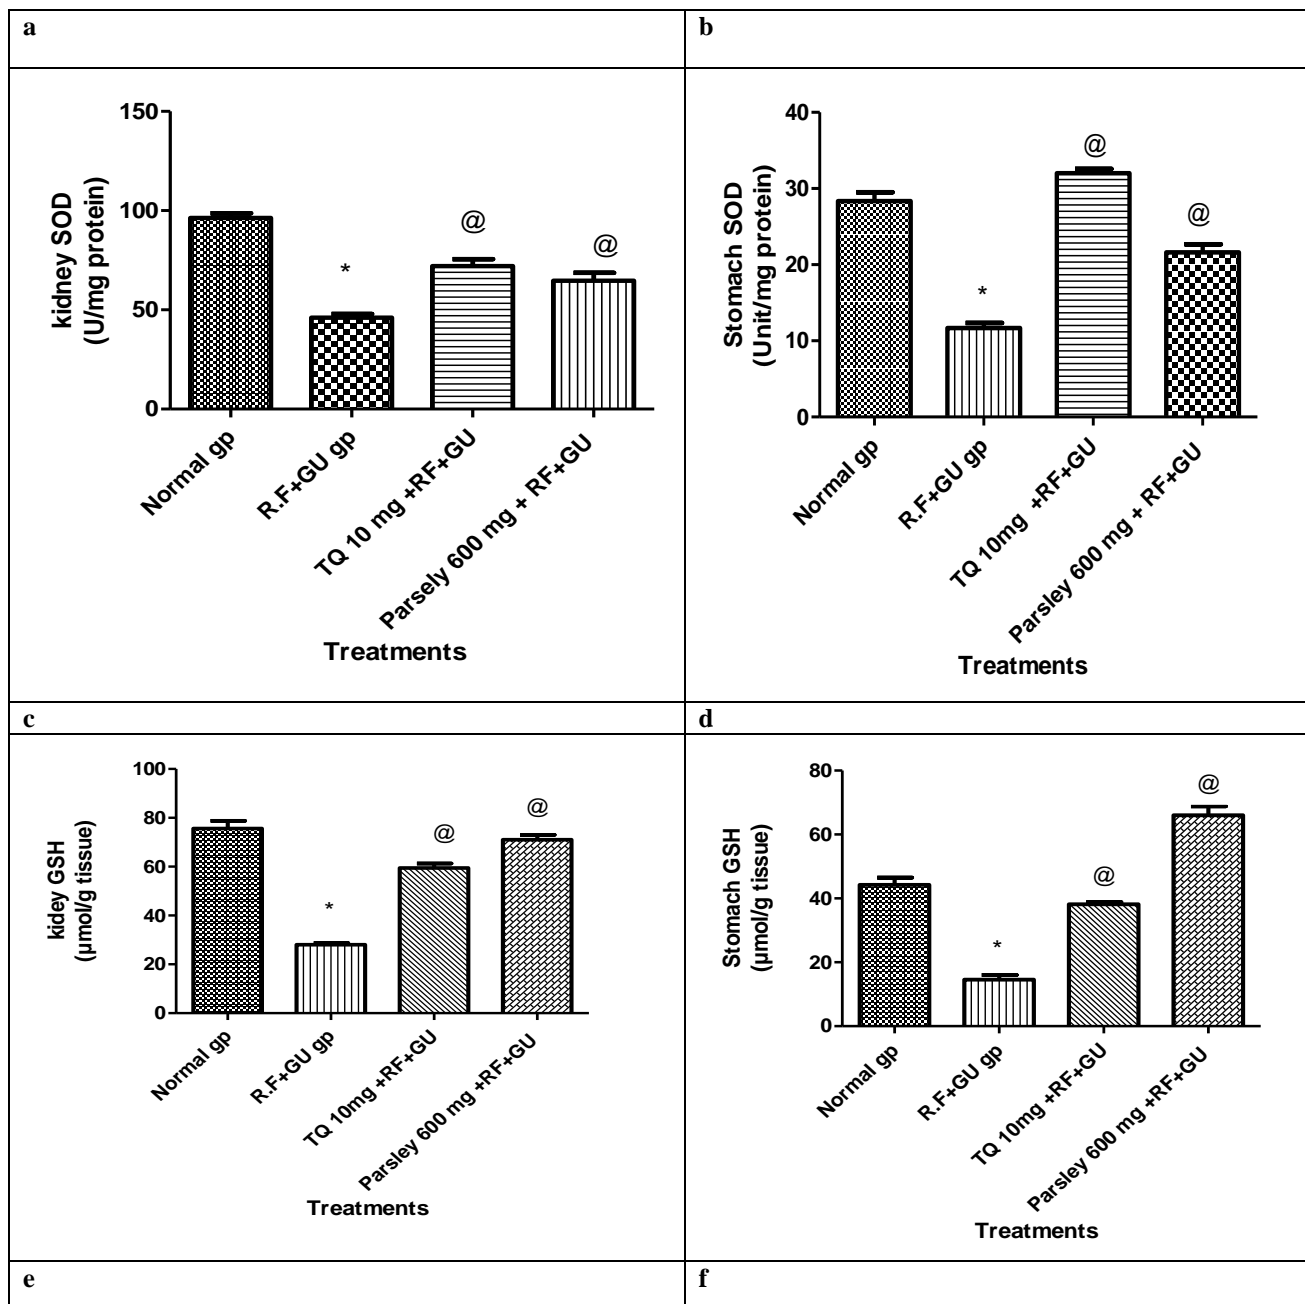 a
b
150
100
50
0
kidney SOD
(U/mg protein)
*
@
@
Normal gp
R.F+GU gp
TQ 10 mg +RF+GU
Parsely 600 mg + RF+GU
Treatments
40
30
20
10
0
Stomach SOD
(Unit/mg protein)
*
@
@
Normal gp
R.F+GU gp
TQ 10mg +RF+GU
Parsley 600 mg + RF+GU
Treatments
c
d
100
80
60
40
20
0
kidey GSH
(µmol/g tissue)
*
@
@
Normal gp
R.F+GU gp
TQ 10mg +RF+GU
Parsley 600 mg +RF+GU
Treatments
80
60
40
20
0
Stomach GSH
(µmol/g tissue)
*
@
@
Normal gp
R.F+GU gp
TQ 10mg +RF+GU
Parsley 600 mg +RF+GU
Treatments
e
f